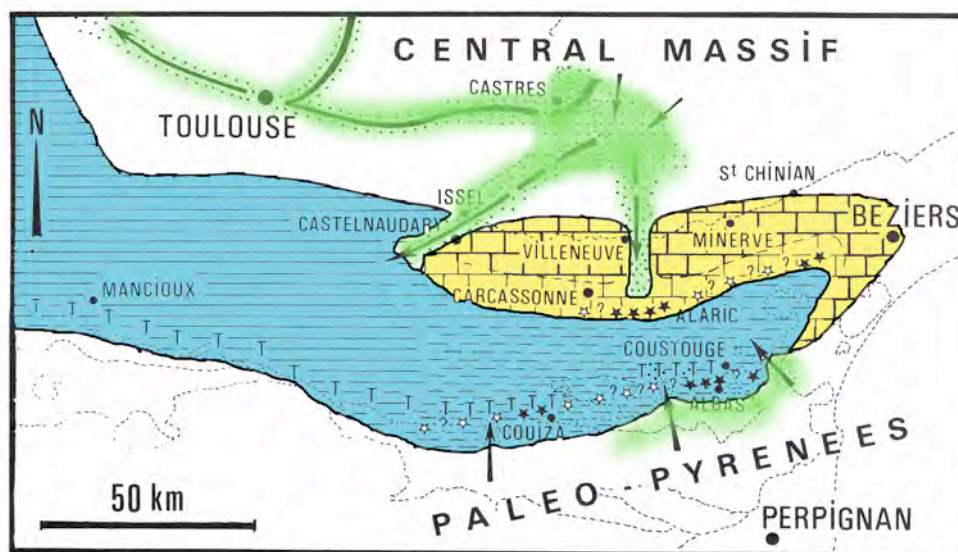 CENTRAL MASSiF
CASTRES
TOULOUSE
N
St CHINIAN
ISSEL
BEZIERS
CASTELNAUDARY
VILLENEUVE
MINERVE
MANCIOUX
CARCASSONNE
ALARIC
COUSTOUGE
T T T T T T T T T T T T T T T
ALBAS
COUIZA
PALEO-PYRENEES
50 km
PERPIGNAN